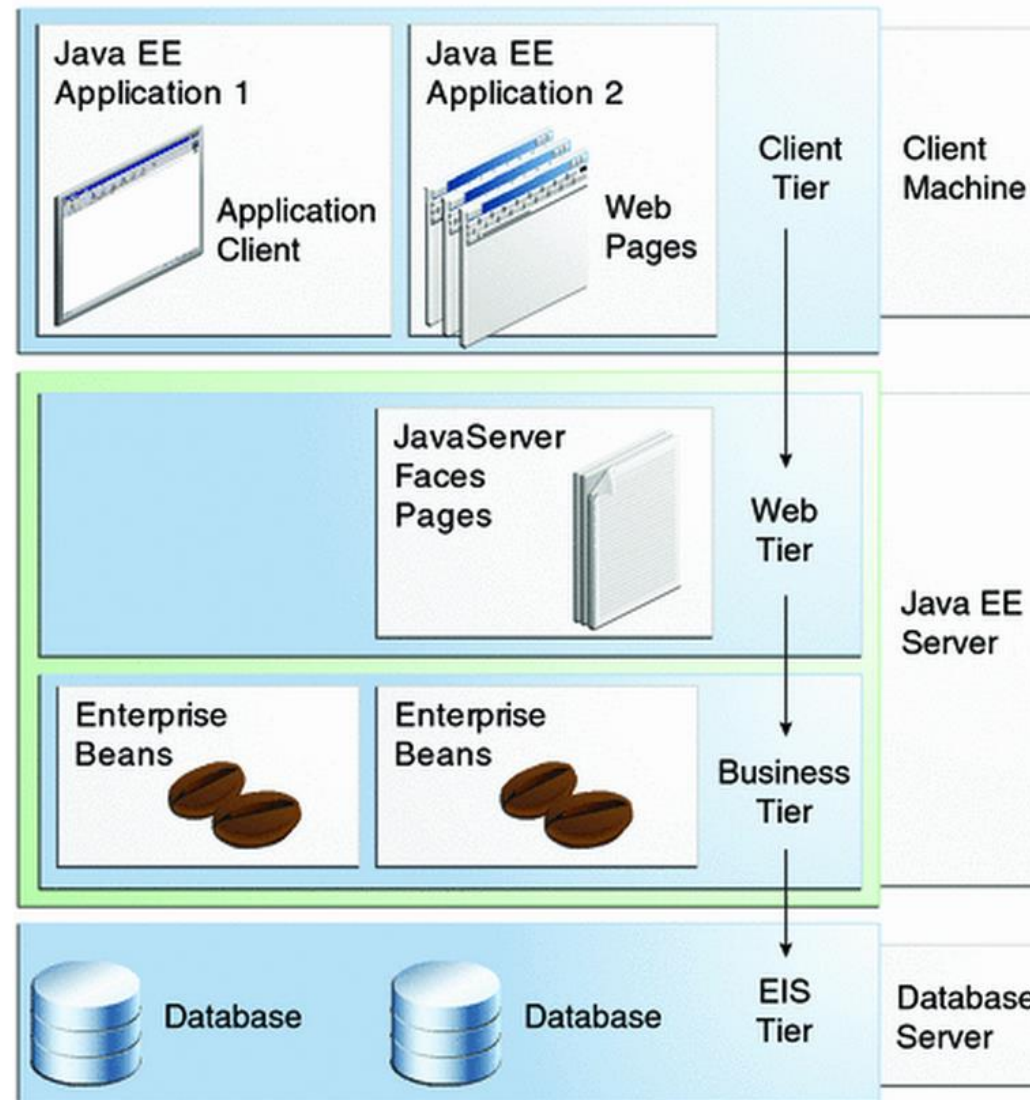 Java EE
Application 1
Application
Client
Java EE
Application 2
Web
Pages
Client
Tier
Client
Machine
JavaServer
Faces
Pages
Web
Tier
Java EE
Server
Enterprise
Beans
Enterprise
Beans
Business
Tier
Database
Database
EIS
Tier
Database
Server